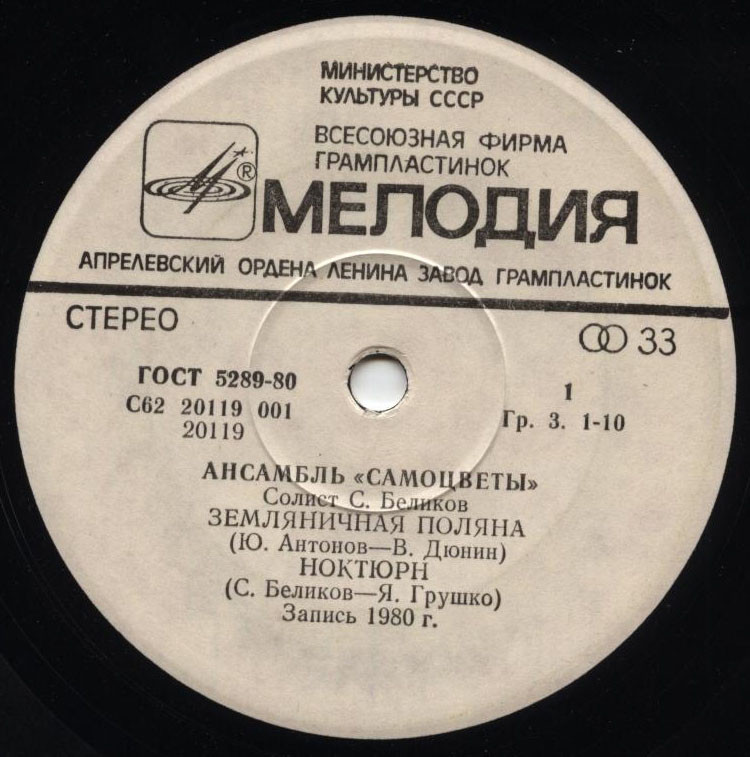 МИНИСТЕРСТВО
КУЛЬТУРЫ СССР
ВСЕСОЮЗНАЯ ФИРМА
ГРАМПЛАСТИНОК
®
МЕЛОДИЯ
АПРЕЛЕВСКИЙ ОРДЕНА ЛЕНИНА ЗАВОД ГРАМПЛАСТИНОК
СТЕРЕО
33
ГОСТ 5289-80
1
С62 20119 001
Гр. 3. 1-10
20119
АНСАМБЛЬ «САМОЦВЕТЫ»
Солист С. Беликов
ЗЕМЛЯНИЧНАЯ ПОЛЯНА
(Ю. Антонов—В. Дюнин)
НОКТЮРН
(С. Беликов—Я. Грушко)
Запись 1980 г.